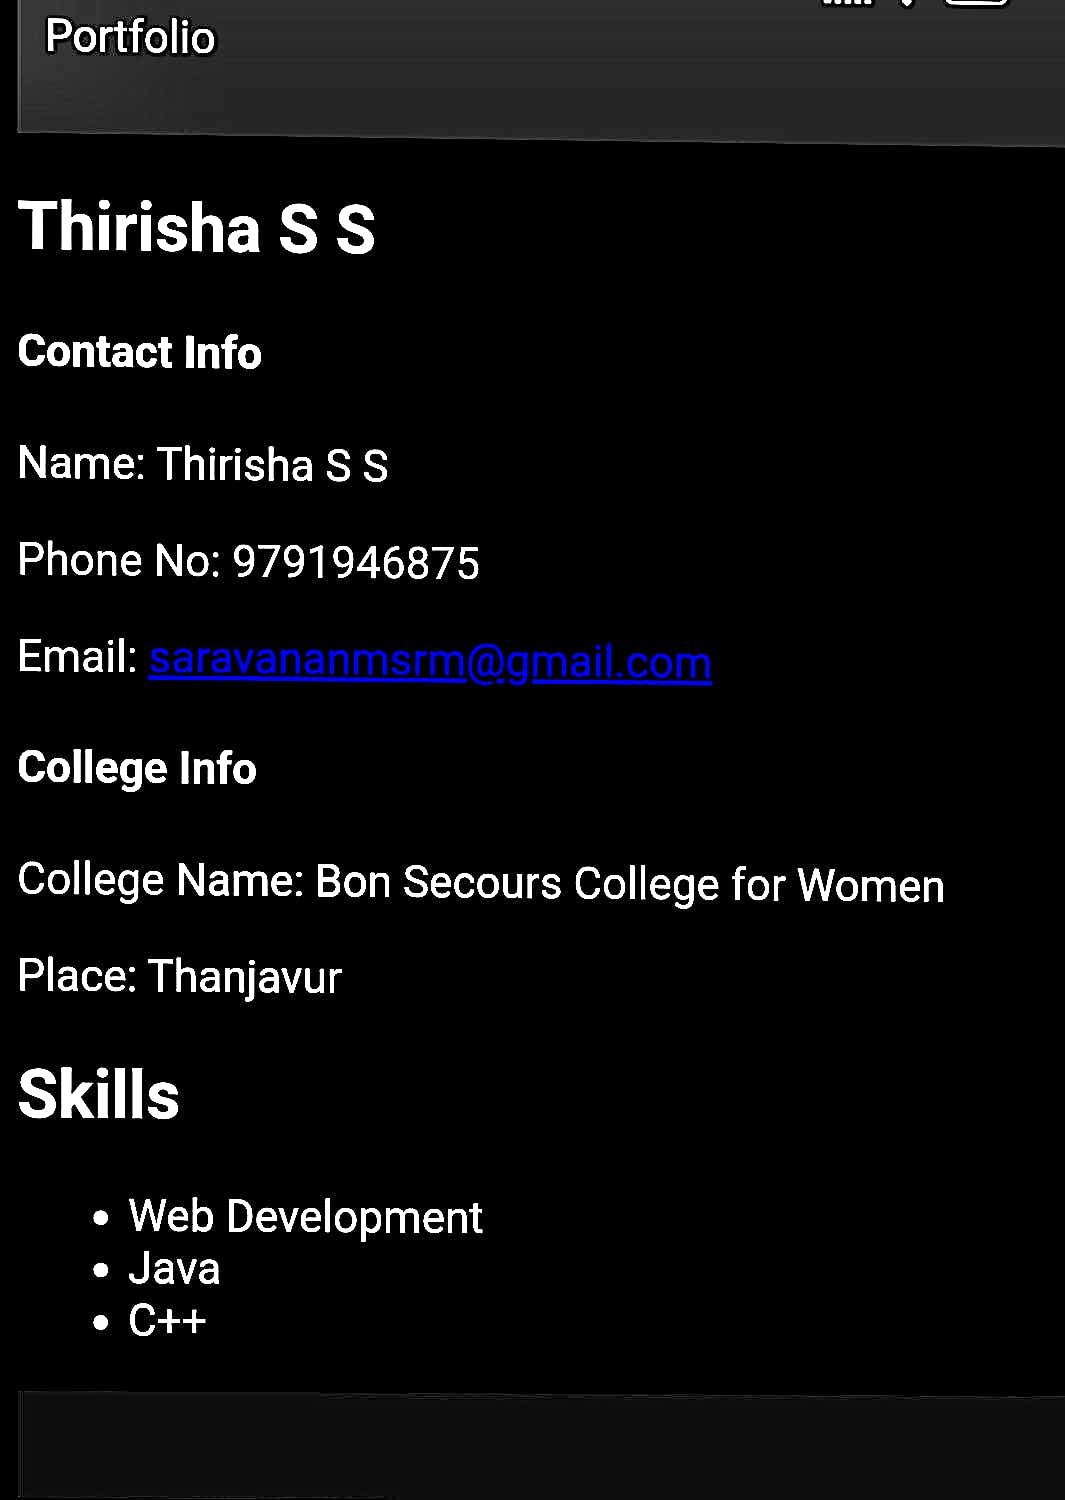 Portfolio
Thirisha S S
Contact Info
Name: Thirisha S S
Phone No: 9791946875
Email: saravananmsrm@gmail.com
College Info
College Name: Bon Secours College for Women
Place: Thanjavur
Skills
• Web Development
• Java
• C++